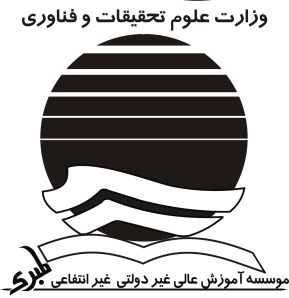 وزارت علوم تحقیقات و فناوری
موسسه آموزش عالی غیر دولتی غیر انتفاعی طبری